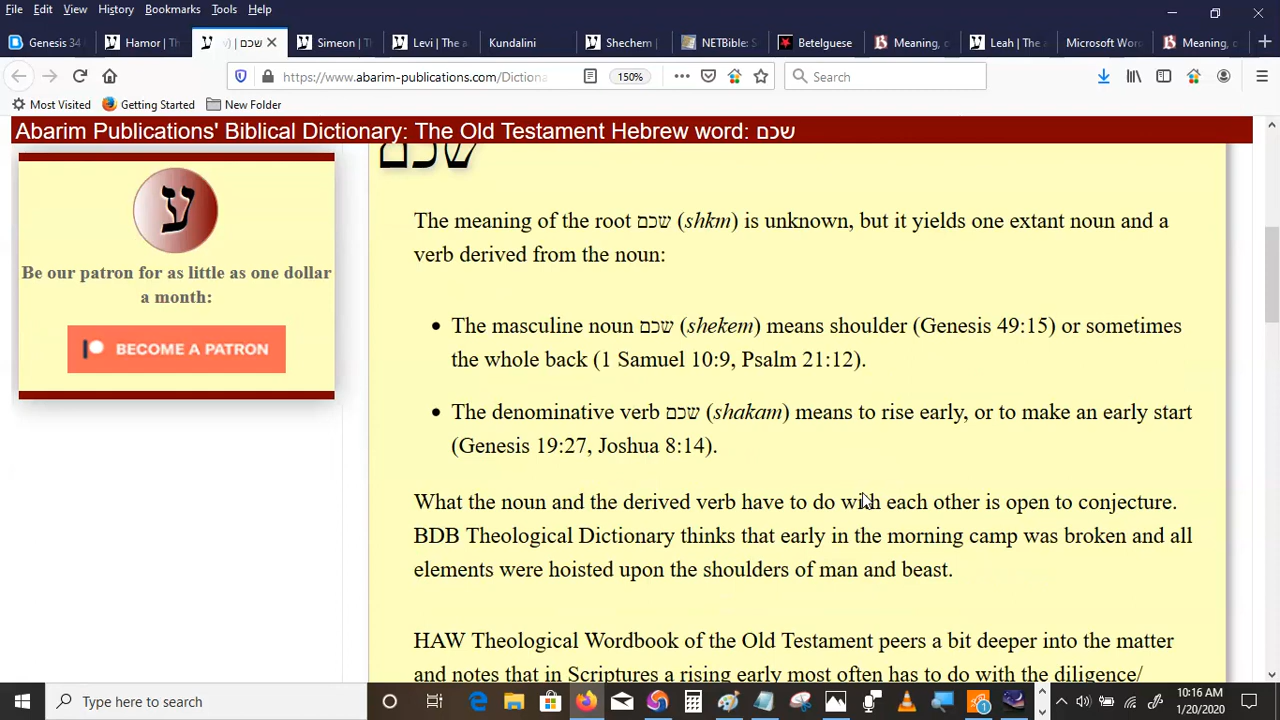 File Edit View History Bookmarks Tools Help
Genesis 34
Hamor | Th
שכם | (ע
Simeon | T
Levi | The a
Kundalini
Shechem |
NETBible: S
Betelguese
Meaning, o
Leah | The a
Microsoft Word
Meaning, o
https://www.abarim-publications.com/Dictiona
150%
Search
Most Visited Getting Started New Folder
Abarim Publications' Biblical Dictionary: The Old Testament Hebrew word: שכם
שכם
ע
Be our patron for as little as one dollar
a month:
BECOME A PATRON
The meaning of the root שכם (shkm) is unknown, but it yields one extant noun and a
verb derived from the noun:
• The masculine noun שכם (shekem) means shoulder (Genesis 49:15) or sometimes
the whole back (1 Samuel 10:9, Psalm 21:12).
• The denominative verb שכם (shakam) means to rise early, or to make an early start
(Genesis 19:27, Joshua 8:14).
What the noun and the derived verb have to do with each other is open to conjecture.
BDB Theological Dictionary thinks that early in the morning camp was broken and all
elements were hoisted upon the shoulders of man and beast.
HAW Theological Wordbook of the Old Testament peers a bit deeper into the matter
and notes that in Scriptures a rising early most often has to do with the diligence/
Type here to search
1
10:16 AM
1/20/2020